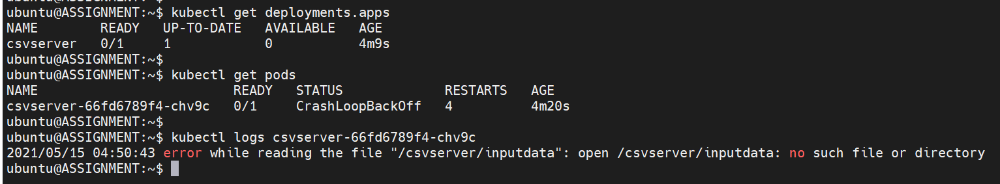 ubuntu@ASSIGNMENT:~$
ubuntu@ASSIGNMENT:~$ kubectl get deployments.apps
NAME        READY   UP-TO-DATE   AVAILABLE   AGE
csvserver   0/1     1            0           4m9s
ubuntu@ASSIGNMENT:~$
ubuntu@ASSIGNMENT:~$ kubectl get pods
NAME                         READY   STATUS             RESTARTS   AGE
csvserver-66fd6789f4-chv9c   0/1     CrashLoopBackOff   4          4m20s
ubuntu@ASSIGNMENT:~$
ubuntu@ASSIGNMENT:~$ kubectl logs csvserver-66fd6789f4-chv9c
2021/05/15 04:50:43 error while reading the file "/csvserver/inputdata": open /csvserver/inputdata: no such file or directory
ubuntu@ASSIGNMENT:~$